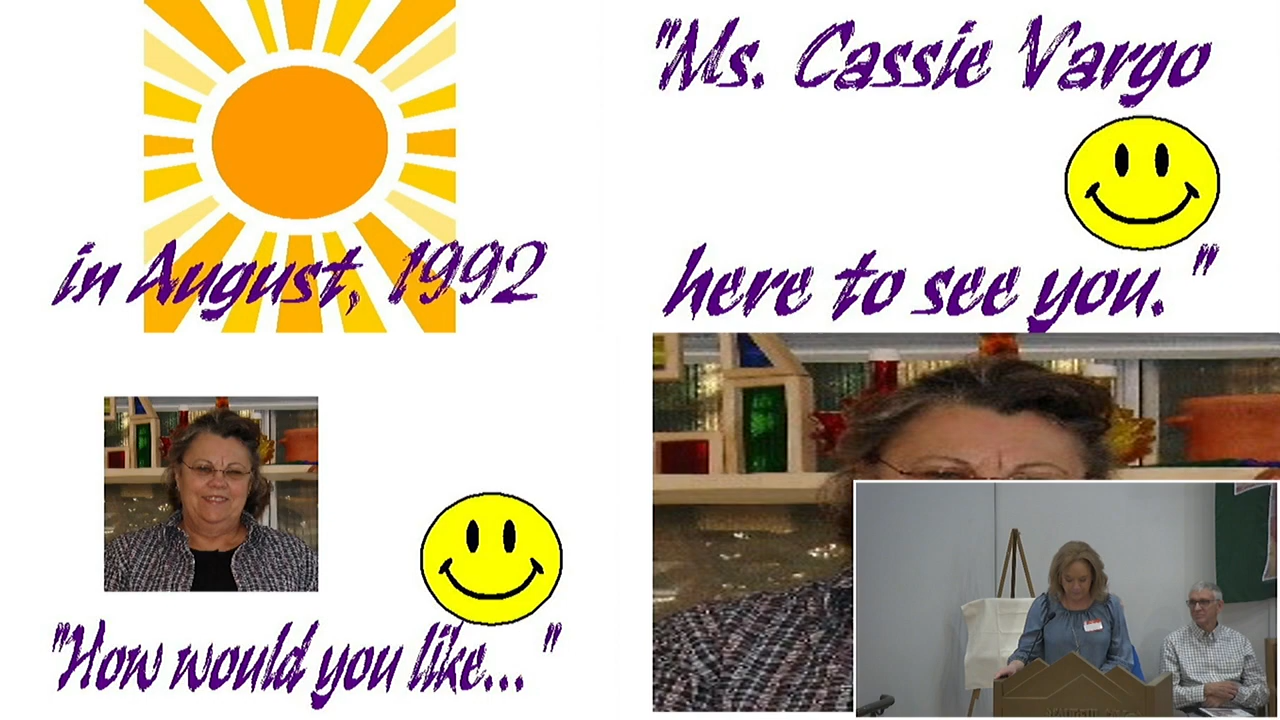 in August, 1992
"Ms. Cassie Vargo
here to see you."
"How would you like..."